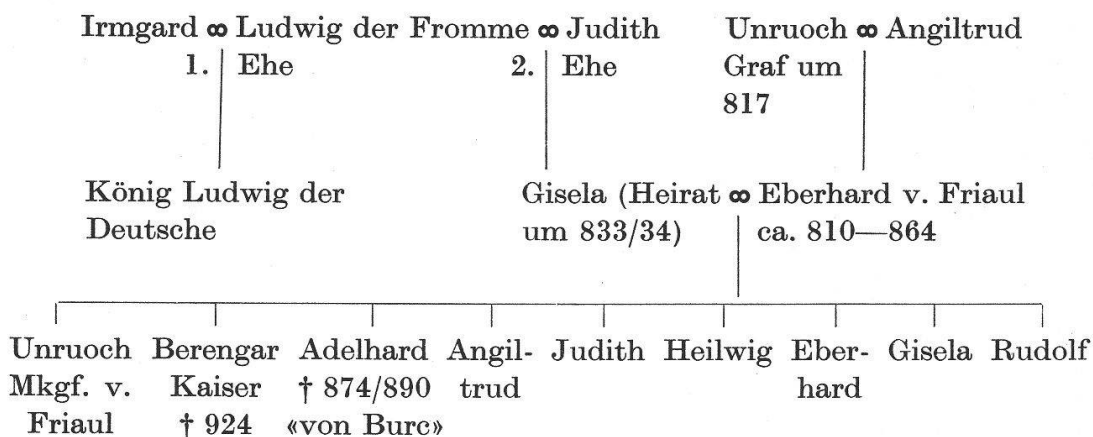 Irmgard ∞ Ludwig der Fromme ∞ Judith Unruoch ∞ Angiltrud
1. Ehe 2. Ehe Graf um
817
König Ludwig der Gisela (Heirat ∞ Eberhard v. Friaul
Deutsche um 833/34) ca. 810—864
Unruoch Berengar Adelhard Angil- Judith Heilwig Eber- Gisela Rudolf
Mkgf. v. Kaiser † 874/890 trud hard
Friaul † 924 «von Burc»